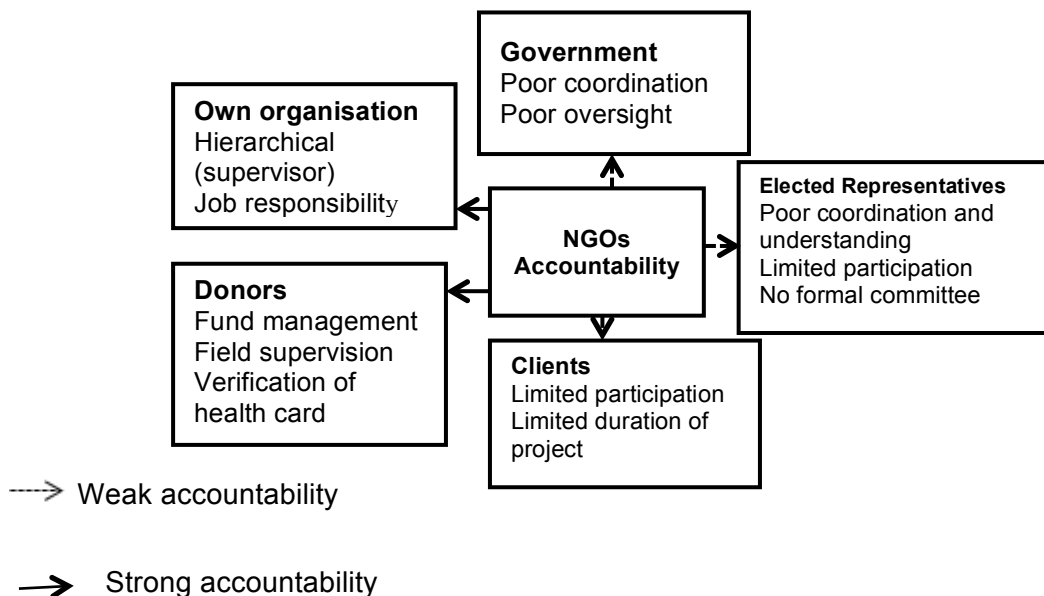 Government
Poor coordination
Poor oversight
Own organisation
Hierarchical
(supervisor)
Job responsibility
NGOs
Accountability
Elected Representatives
Poor coordination and
understanding
Limited participation
No formal committee
Donors
Fund management
Field supervision
Verification of
health card
Clients
Limited participation
Limited duration of
project
Weak accountability
Strong accountability